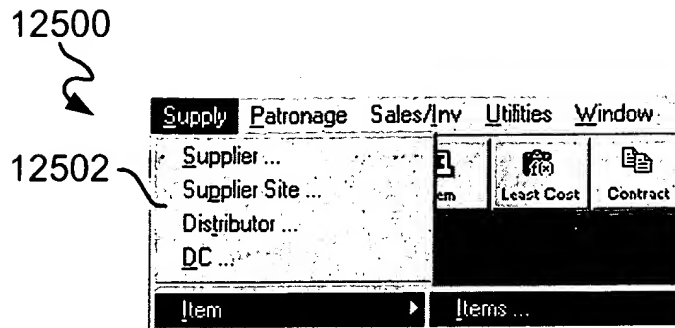 12500
Supply Patronage Sales/Inv Utilities Window
12502
Supplier ...
Supplier Site ...
Least Cost Contract
Distributor ...
DC ...
Item Items ...